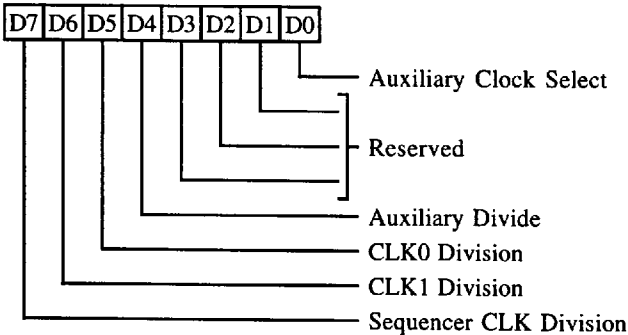 D7 D6 D5 D4 D3 D2 D1 D0
Auxiliary Clock Select
Reserved
Auxiliary Divide
CLK0 Division
CLK1 Division
Sequencer CLK Division